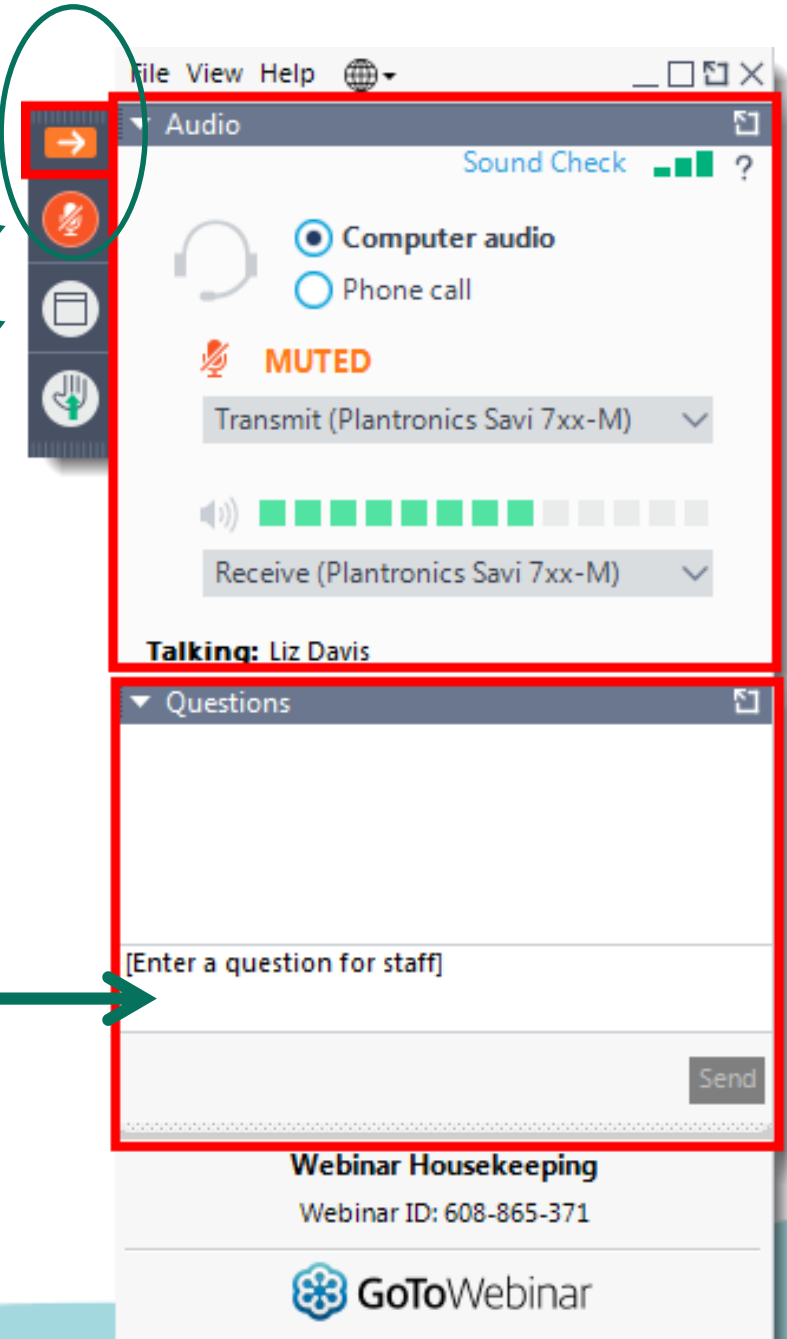 File View Help
Audio
Sound Check ?
Computer audio
Phone call
MUTED
Transmit (Plantronics Savi 7xx-M)
Receive (Plantronics Savi 7xx-M)
Talking: Liz Davis
Questions
[Enter a question for staff]
Send
Webinar Housekeeping
Webinar ID: 608-865-371
GoToWebinar